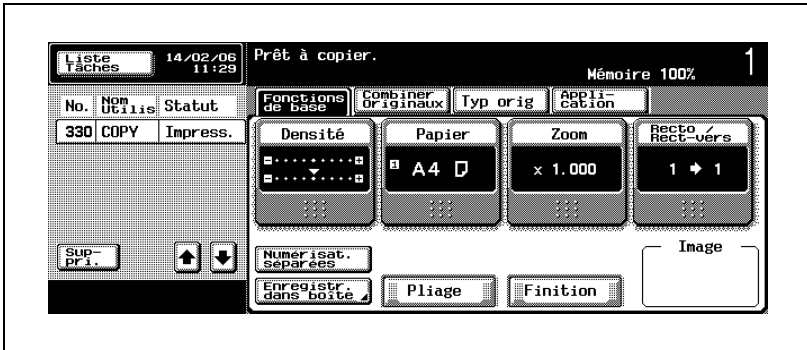 Liste
Tâches
14/02/06
11:29
Prêt à copier.
Mémoire 100%
1
No.
Nom
Utilis
Statut
330
COPY
Impress.
Sup-
pri.
Fonctions
de base
Combiner
Originaux
Typ orig
Appli-
cation
Densité
Papier
1 A4
Zoom
× 1.000
Recto /
Rect-vers
1 → 1
Numérisat.
séparées
Enregistr.
dans boîte
Pliage
Finition
Image